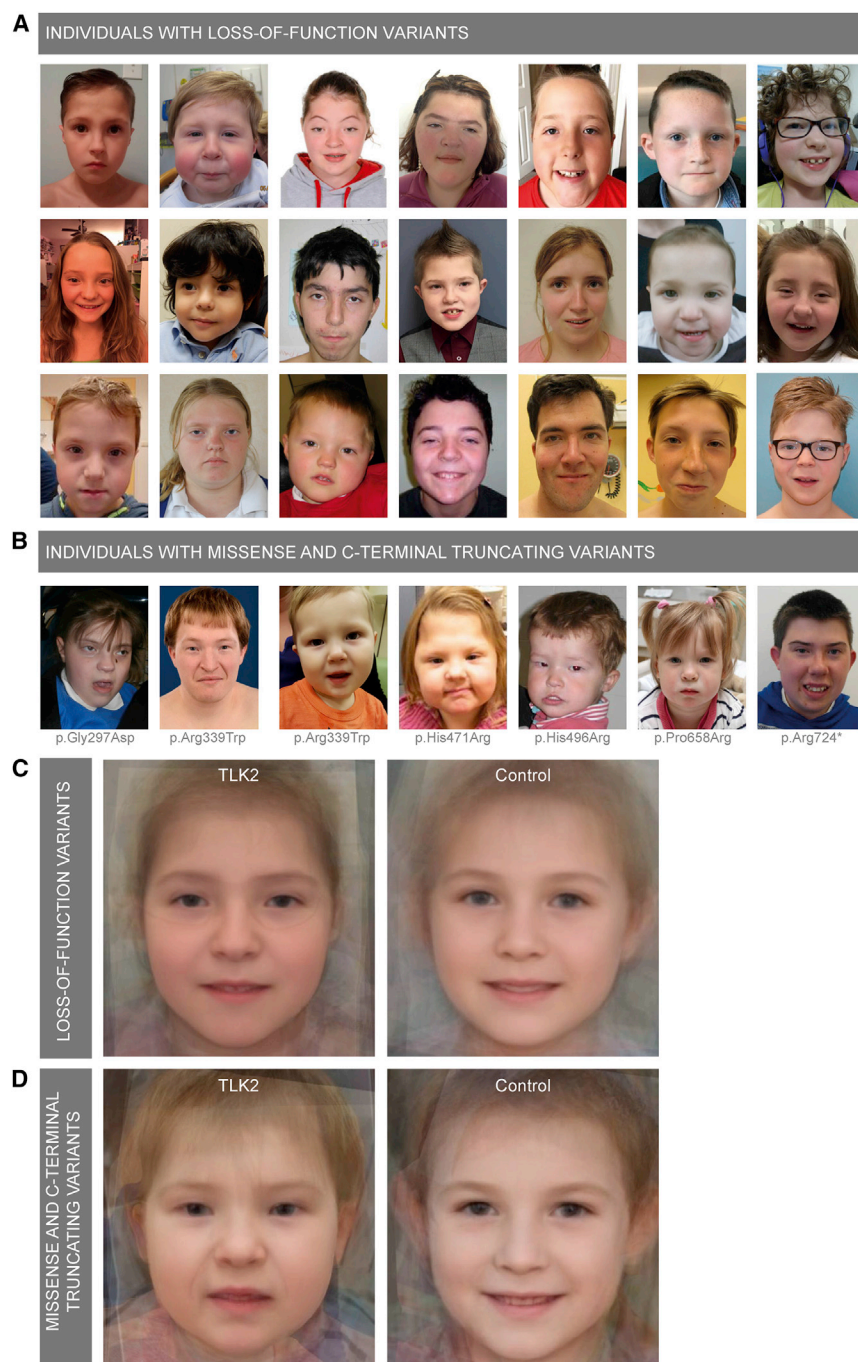 A
INDIVIDUALS WITH LOSS-OF-FUNCTION VARIANTS
B
INDIVIDUALS WITH MISSENSE AND C-TERMINAL TRUNCATING VARIANTS
p.Gly297Asp
p.Arg339Trp
p.Arg339Trp
p.His471Arg
p.His496Arg
p.Pro658Arg
p.Arg724*
C
LOSS-OF-FUNCTION VARIANTS
TLK2
Control
D
MISSENSE AND C-TERMINAL
TRUNCATING VARIANTS
TLK2
Control